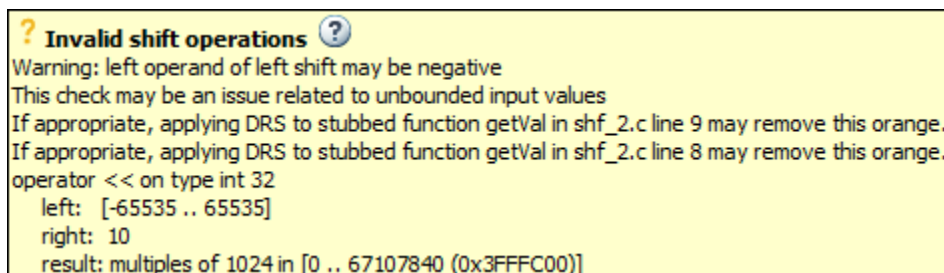 ? Invalid shift operations ?
Warning: left operand of left shift may be negative
This check may be an issue related to unbounded input values
If appropriate, applying DRS to stubbed function getVal in shf_2.c line 9 may remove this orange.
If appropriate, applying DRS to stubbed function getVal in shf_2.c line 8 may remove this orange.
operator << on type int 32
left: [-65535 .. 65535]
right: 10
result: multiples of 1024 in [0 .. 67107840 (0x3FFFC00)]